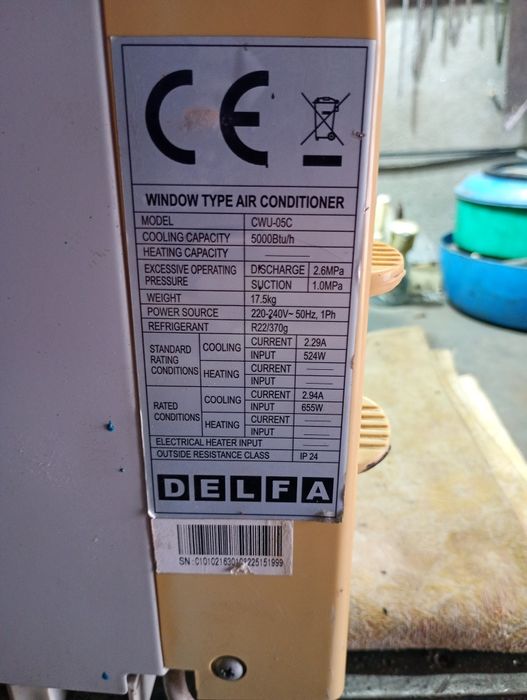 CE
WINDOW TYPE AIR CONDITIONER
MODEL CWU-05C
COOLING CAPACITY 5000Btu/h
HEATING CAPACITY ———
EXCESSIVE OPERATING PRESSURE DISCHARGE 2.6MPa
SUCTION 1.0MPa
WEIGHT 17.5kg
POWER SOURCE 220-240V~ 50Hz, 1Ph
REFRIGERANT R22/370g
STANDARD RATING CONDITIONS COOLING CURRENT 2.29A
INPUT 524W
HEATING CURRENT ———
INPUT ———
RATED CONDITIONS COOLING CURRENT 2.94A
INPUT 655W
HEATING CURRENT ———
INPUT ———
ELECTRICAL HEATER INPUT ———
OUTSIDE RESISTANCE CLASS IP 24
DELFA
SN: